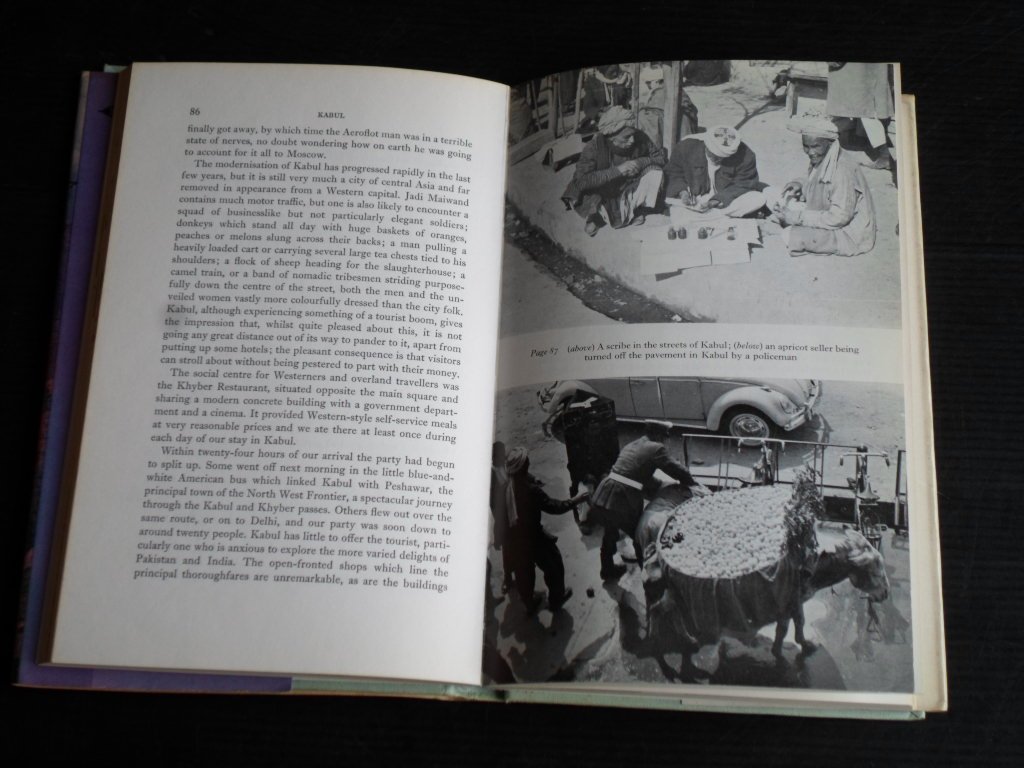 86
KABUL
finally got away, by which time the Aeroflot man was in a terrible
state of nerves, no doubt wondering how on earth he was going
to account for it all to Moscow.
The modernisation of Kabul has progressed rapidly in the last
few years, but it is still very much a city of central Asia and far
removed in appearance from a Western capital. Jadi Maiwand
contains much motor traffic, but one is also likely to encounter a
squad of businesslike but not particularly elegant soldiers;
donkeys which stand all day with huge baskets of oranges,
peaches or melons slung across their backs; a man pulling a
heavily loaded cart or carrying several large tea chests tied to his
shoulders; a flock of sheep heading for the slaughterhouse; a
camel train, or a band of nomadic tribesmen striding purpose-
fully down the centre of the street, both the men and the un-
veiled women vastly more colourfully dressed than the city folk.
Kabul, although experiencing something of a tourist boom, gives
the impression that, whilst quite pleased about this, it is not
going any great distance out of its way to pander to it, apart from
putting up some hotels; the pleasant consequence is that visitors
can stroll about without being pestered to part with their money.
The social centre for Westerners and overland travellers was
the Khyber Restaurant, situated opposite the main square and
sharing a modern concrete building with a government depart-
ment and a cinema. It provided Western-style self-service meals
at very reasonable prices and we ate there at least once during
each day of our stay in Kabul.
Within twenty-four hours of our arrival the party had begun
to split up. Some went off next morning in the little blue-and-
white American bus which linked Kabul with Peshawar, the
principal town of the North West Frontier, a spectacular journey
through the Kabul and Khyber passes. Others flew out over the
same route, or on to Delhi, and our party was soon down to
around twenty people. Kabul has little to offer the tourist, parti-
cularly one who is anxious to explore the more varied delights of
Pakistan and India. The open-fronted shops which line the
principal thoroughfares are unremarkable, as are the buildings
Page 87 (above) A scribe in the streets of Kabul; (below) an apricot seller being
turned off the pavement in Kabul by a policeman